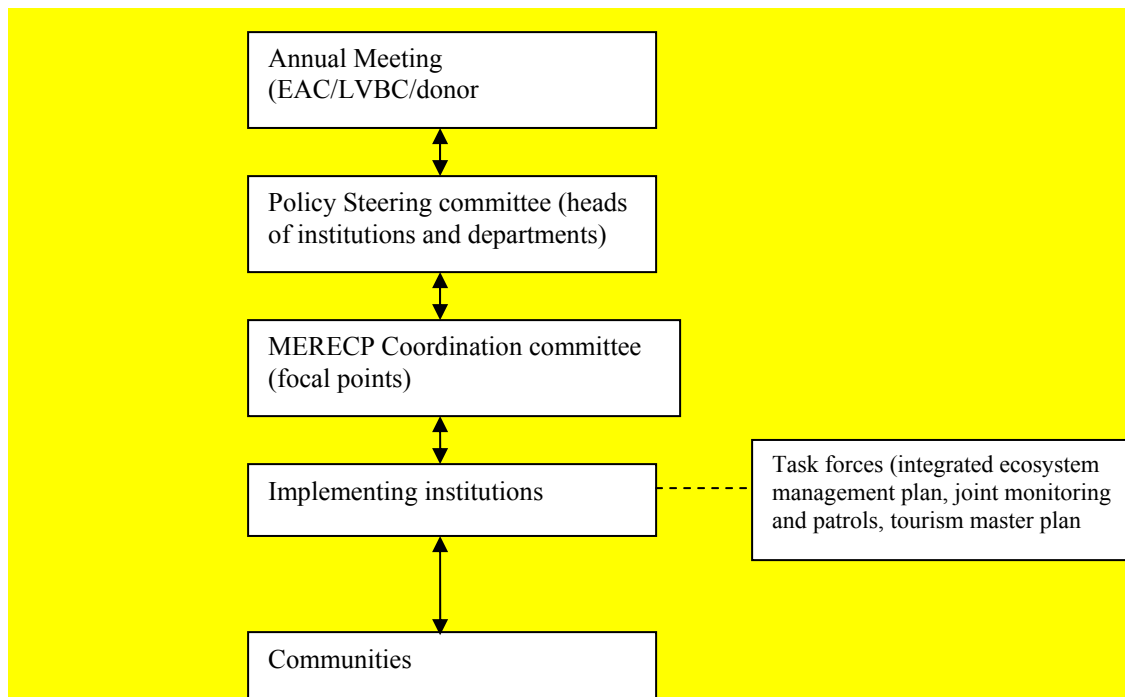 Annual Meeting
(EAC/LVBC/donor
Policy Steering committee (heads
of institutions and departments)
MERECP Coordination committee
(focal points)
Implementing institutions
Task forces (integrated ecosystem
management plan, joint monitoring
and patrols, tourism master plan
Communities